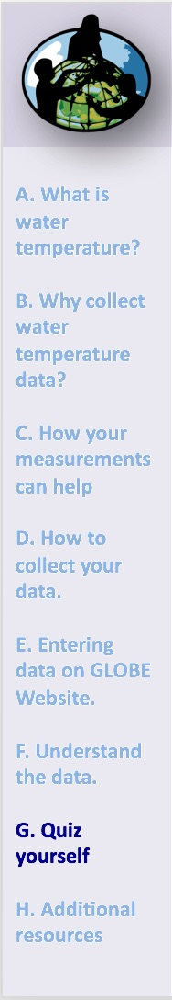 A. What is
water
temperature?
B. Why collect
water
temperature
data?
C. How your
measurements
can help
D. How to
collect your
data.
E. Entering
data on GLOBE
Website.
F. Understand
the data.
G. Quiz
yourself
H. Additional
resources